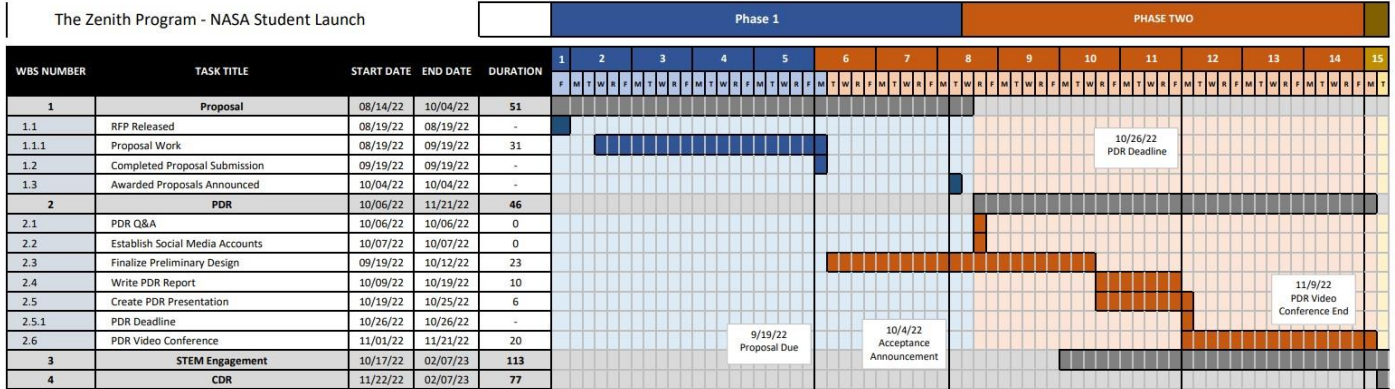 The Zenith Program - NASA Student Launch
Phase 1
PHASE TWO
WBS NUMBER TASK TITLE START DATE END DATE DURATION
1 2 3 4 5 6 7 8 9 10 11 12 13 14 15
F M T W R F M T W R F M T W R F M T W R F M T W R F M T W R F M T W R F M T W R F M T W R F M T W R F M T W R F M T W R F M T W R F M T
1 Proposal 08/14/22 10/04/22 51
1.1 RFP Released 08/19/22 08/19/22 -
1.1.1 Proposal Work 08/19/22 09/19/22 31
1.2 Completed Proposal Submission 09/19/22 09/19/22 -
1.3 Awarded Proposals Announced 10/04/22 10/04/22 -
10/26/22
PDR Deadline
2 PDR 10/06/22 11/21/22 46
2.1 PDR Q&A 10/06/22 10/06/22 0
2.2 Establish Social Media Accounts 10/07/22 10/07/22 0
2.3 Finalize Preliminary Design 09/19/22 10/12/22 23
2.4 Write PDR Report 10/09/22 10/19/22 10
2.5 Create PDR Presentation 10/19/22 10/25/22 6
2.5.1 PDR Deadline 10/26/22 10/26/22 -
2.6 PDR Video Conference 11/01/22 11/21/22 20
9/19/22
Proposal Due
10/4/22
Acceptance
Announcement
11/9/22
PDR Video
Conference End
3 STEM Engagement 10/17/22 02/07/23 113
4 CDR 11/22/22 02/07/23 77